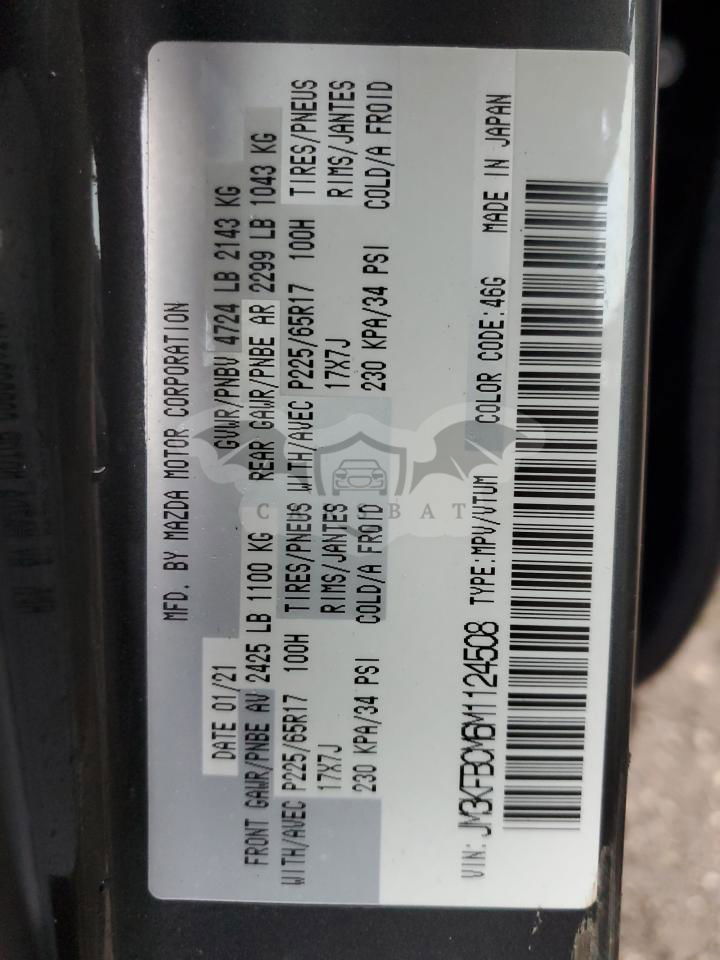 MFD. BY MAZDA MOTOR CORPORATION
DATE 01/21 GVWR/PNBV 4724 LB 2143 KG
FRONT GAWR/PNBE AV 2425 LB 1100 KG REAR GAWR/PNBE AR 2299 LB 1043 KG
WITH/AVEC P225/65R17 100H TIRES/PNEUS WITH/AVEC P225/65R17 100H TIRES/PNEUS
17X7J RIMS/JANTES 17X7J RIMS/JANTES
230 KPA/34 PSI COLD/A FROID 230 KPA/34 PSI COLD/A FROID
VIN: JM3KFBCM6M1124508 TYPE:MPV/VTUM COLOR CODE:46G MADE IN JAPAN